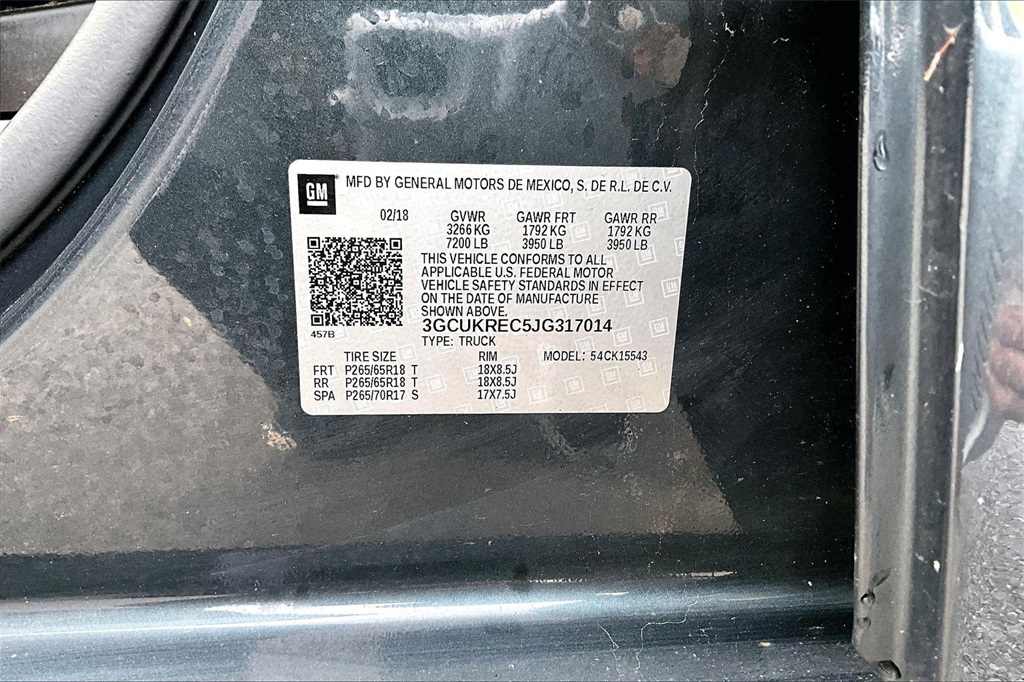 GM MFD BY GENERAL MOTORS DE MEXICO, S. DE R.L. DE C.V.
02/18 GVWR GAWR FRT GAWR RR
3266 KG 1792 KG 1792 KG
7200 LB 3950 LB 3950 LB
THIS VEHICLE CONFORMS TO ALL
APPLICABLE U.S. FEDERAL MOTOR
VEHICLE SAFETY STANDARDS IN EFFECT
ON THE DATE OF MANUFACTURE
SHOWN ABOVE.
457B 3GCUKREC5JG317014
TYPE: TRUCK
TIRE SIZE RIM MODEL: 54CK15543
FRT P265/65R18 T 18X8.5J
RR P265/65R18 T 18X8.5J
SPA P265/70R17 S 17X7.5J